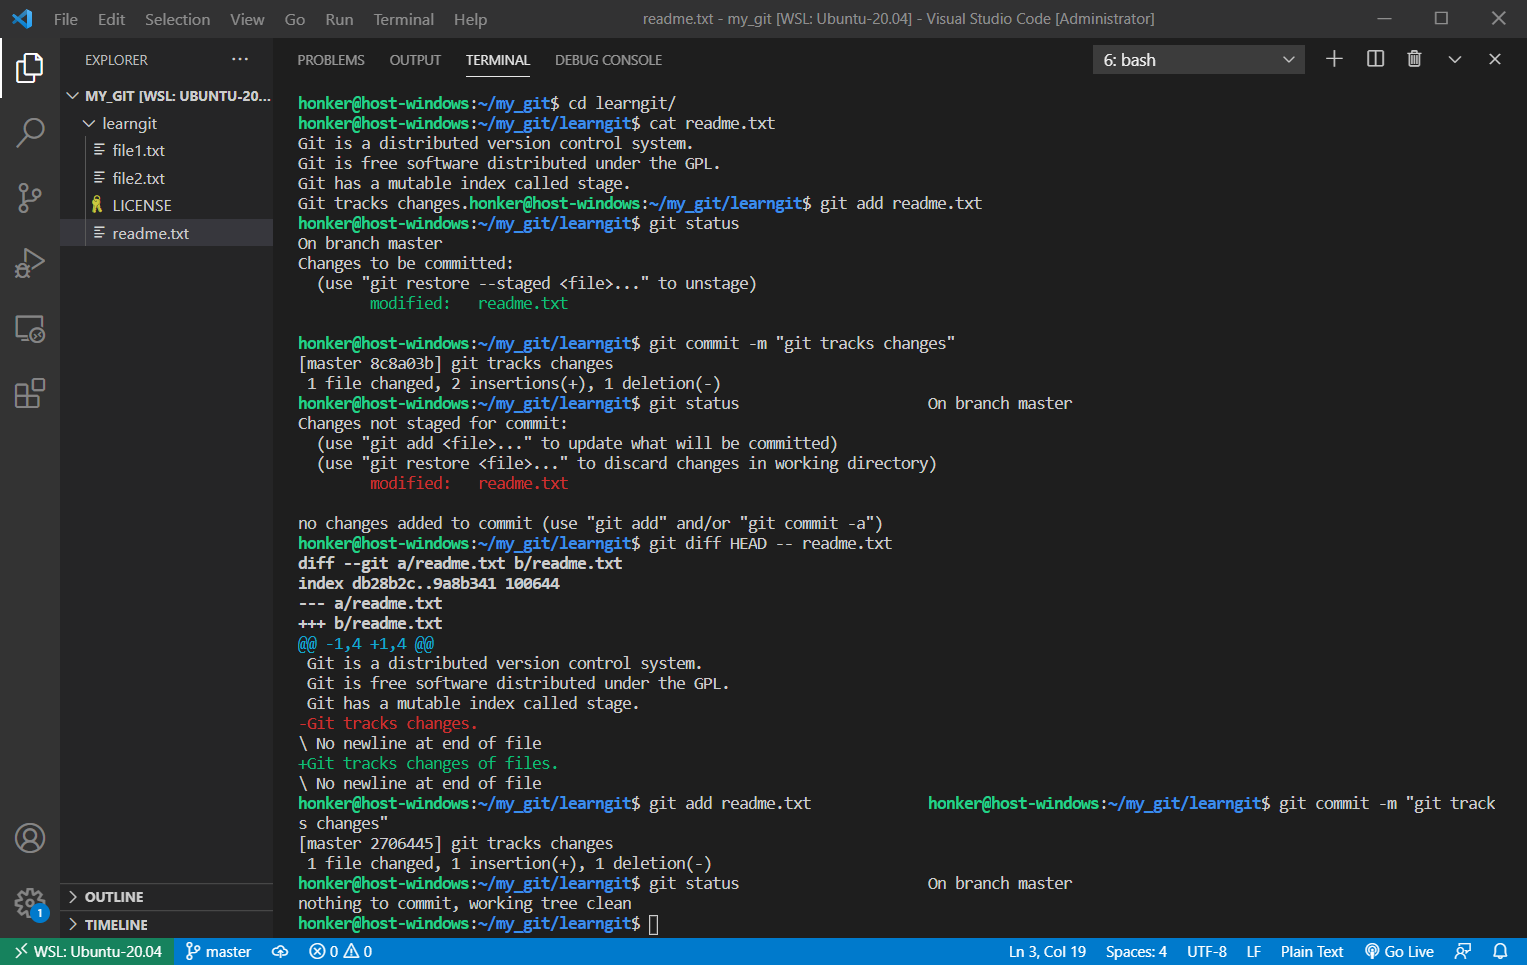 File Edit Selection View Go Run Terminal Help readme.txt - my_git [WSL: Ubuntu-20.04] - Visual Studio Code [Administrator]
EXPLORER ···
MY_GIT [WSL: UBUNTU-20...
learngit
file1.txt
file2.txt
LICENSE
readme.txt
OUTLINE
TIMELINE
PROBLEMS OUTPUT TERMINAL DEBUG CONSOLE 6: bash
honker@host-windows:~/my_git$ cd learngit/
honker@host-windows:~/my_git/learngit$ cat readme.txt
Git is a distributed version control system.
Git is free software distributed under the GPL.
Git has a mutable index called stage.
Git tracks changes.honker@host-windows:~/my_git/learngit$ git add readme.txt
honker@host-windows:~/my_git/learngit$ git status
On branch master
Changes to be committed:
  (use "git restore --staged <file>..." to unstage)
        modified:   readme.txt
honker@host-windows:~/my_git/learngit$ git commit -m "git tracks changes"
[master 8c8a03b] git tracks changes
 1 file changed, 2 insertions(+), 1 deletion(-)
honker@host-windows:~/my_git/learngit$ git status                     On branch master
Changes not staged for commit:
  (use "git add <file>..." to update what will be committed)
  (use "git restore <file>..." to discard changes in working directory)
        modified:   readme.txt
no changes added to commit (use "git add" and/or "git commit -a")
honker@host-windows:~/my_git/learngit$ git diff HEAD -- readme.txt
diff --git a/readme.txt b/readme.txt
index db28b2c..9a8b341 100644
--- a/readme.txt
+++ b/readme.txt
@@ -1,4 +1,4 @@
 Git is a distributed version control system.
 Git is free software distributed under the GPL.
 Git has a mutable index called stage.
-Git tracks changes.
\ No newline at end of file
+Git tracks changes of files.
\ No newline at end of file
honker@host-windows:~/my_git/learngit$ git add readme.txt             honker@host-windows:~/my_git/learngit$ git commit -m "git track
s changes"
[master 2706445] git tracks changes
 1 file changed, 1 insertion(+), 1 deletion(-)
honker@host-windows:~/my_git/learngit$ git status                     On branch master
nothing to commit, working tree clean
honker@host-windows:~/my_git/learngit$
1
WSL: Ubuntu-20.04 master 0 0 Ln 3, Col 19 Spaces: 4 UTF-8 LF Plain Text Go Live